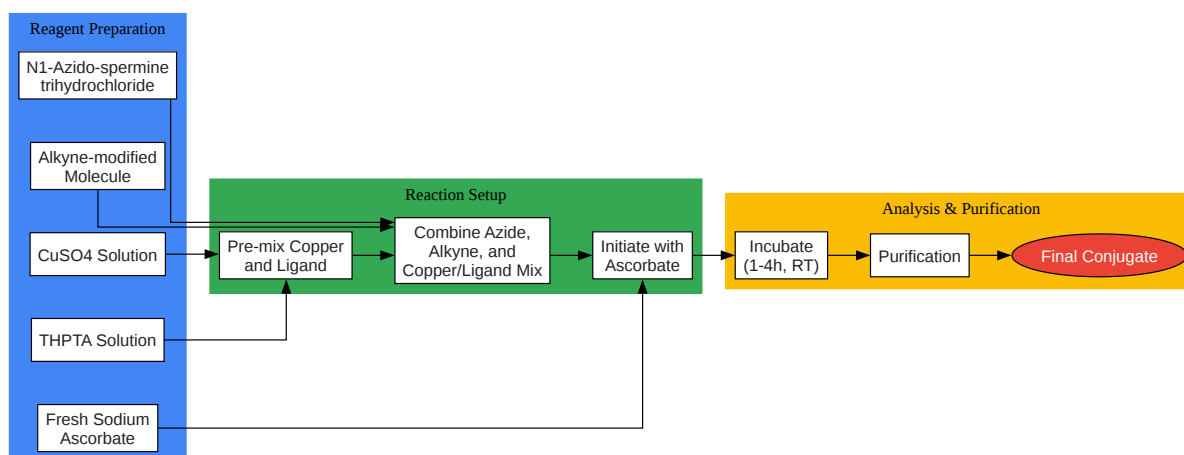 Reagent Preparation
N1-Azido-spermine
trihydrochloride
Alkyne-modified
Molecule
CuSO4 Solution
THPTA Solution
Fresh Sodium
Ascorbate
Reaction Setup
Pre-mix Copper
and Ligand
Combine Azide,
Alkyne, and
Copper/Ligand Mix
Initiate with
Ascorbate
Analysis & Purification
Incubate
(1-4h, RT)
Purification
Final Conjugate